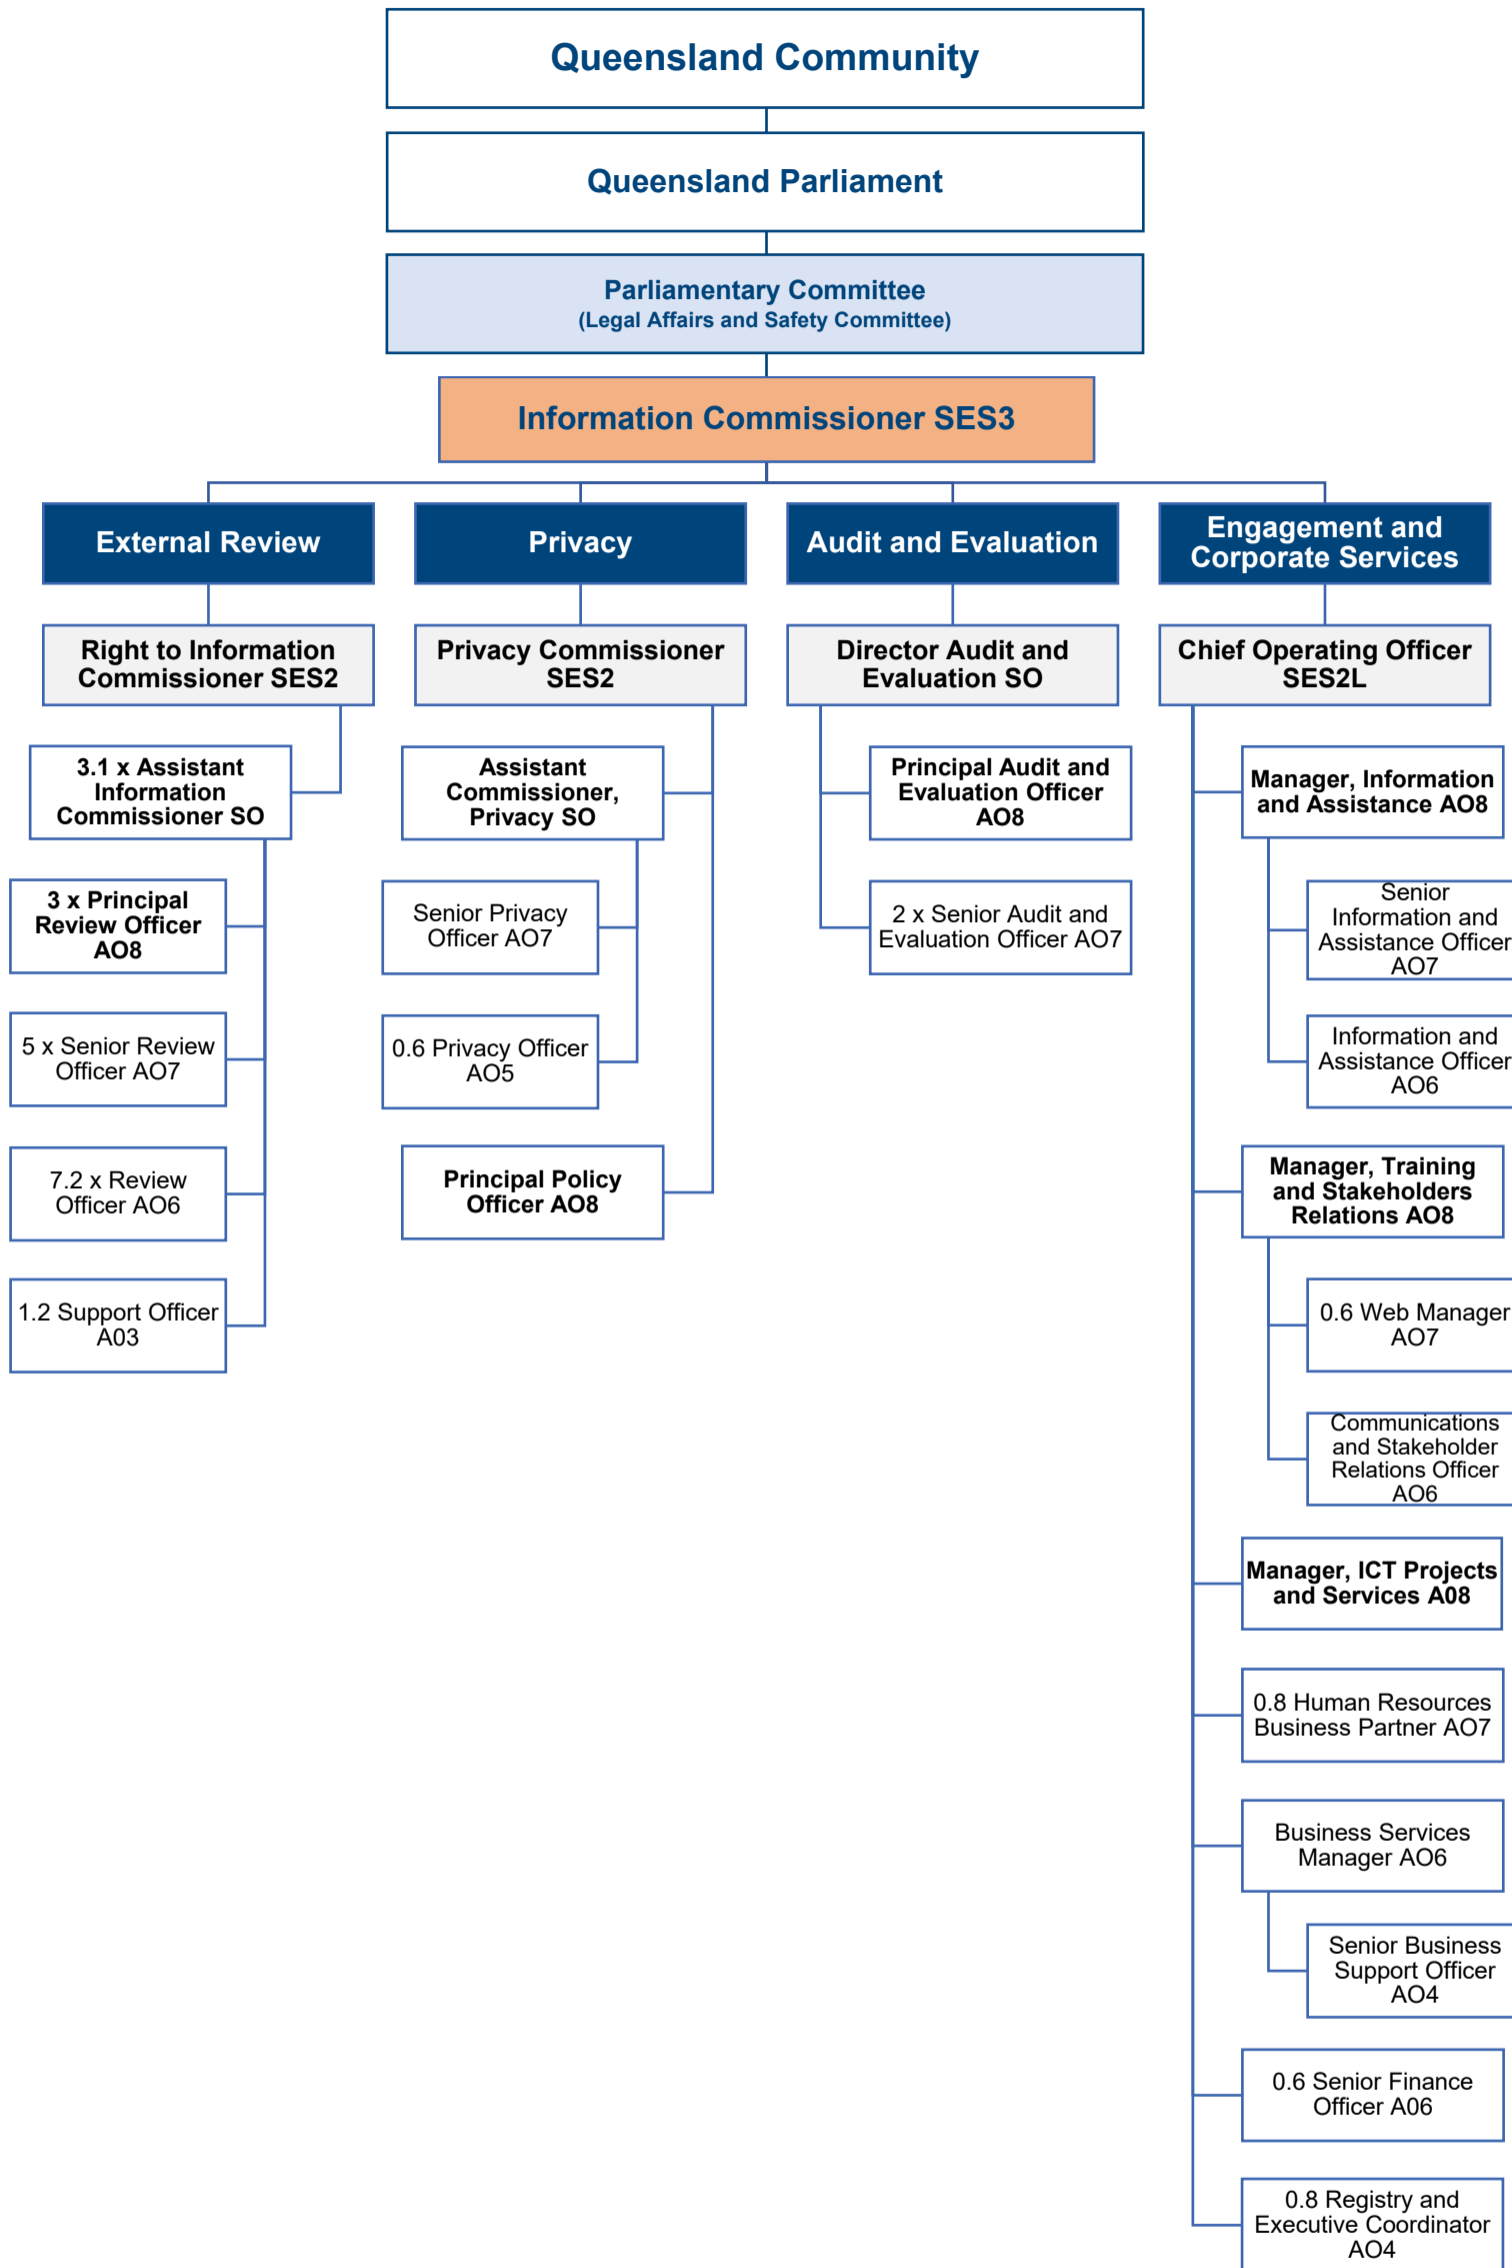 Queensland Community
Queensland Parliament
Parliamentary Committee
(Legal Affairs and Safety Committee)
Information Commissioner SES3
External Review
Privacy
Audit and Evaluation
Engagement and
Corporate Services
Right to Information
Commissioner SES2
Privacy Commissioner
SES2
Director Audit and
Evaluation SO
Chief Operating Officer
SES2L
3.1 x Assistant
Information
Commissioner SO
3 x Principal
Review Officer
AO8
5 x Senior Review
Officer AO7
7.2 x Review
Officer AO6
1.2 Support Officer
A03
Assistant
Commissioner,
Privacy SO
Senior Privacy
Officer AO7
0.6 Privacy Officer
AO5
Principal Policy
Officer AO8
Principal Audit and
Evaluation Officer
AO8
2 x Senior Audit and
Evaluation Officer AO7
Manager, Information
and Assistance AO8
Senior
Information and
Assistance Officer
AO7
Information and
Assistance Officer
AO6
Manager, Training
and Stakeholders
Relations AO8
0.6 Web Manager
AO7
Communications
and Stakeholder
Relations Officer
AO6
Manager, ICT Projects
and Services A08
0.8 Human Resources
Business Partner AO7
Business Services
Manager AO6
Senior Business
Support Officer
AO4
0.6 Senior Finance
Officer A06
0.8 Registry and
Executive Coordinator
AO4